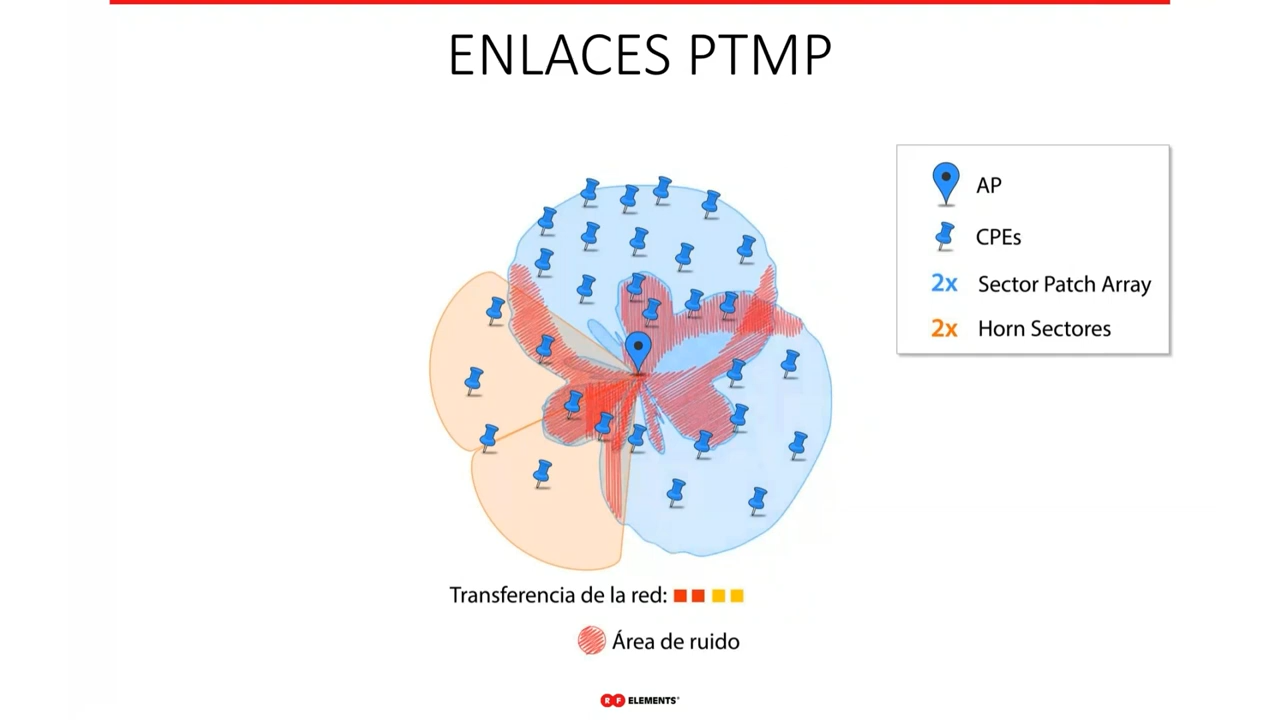 ENLACES PTMP
AP
CPEs
2x Sector Patch Array
2x Horn Sectores
Transferencia de la red:
Área de ruido
RF ELEMENTS®